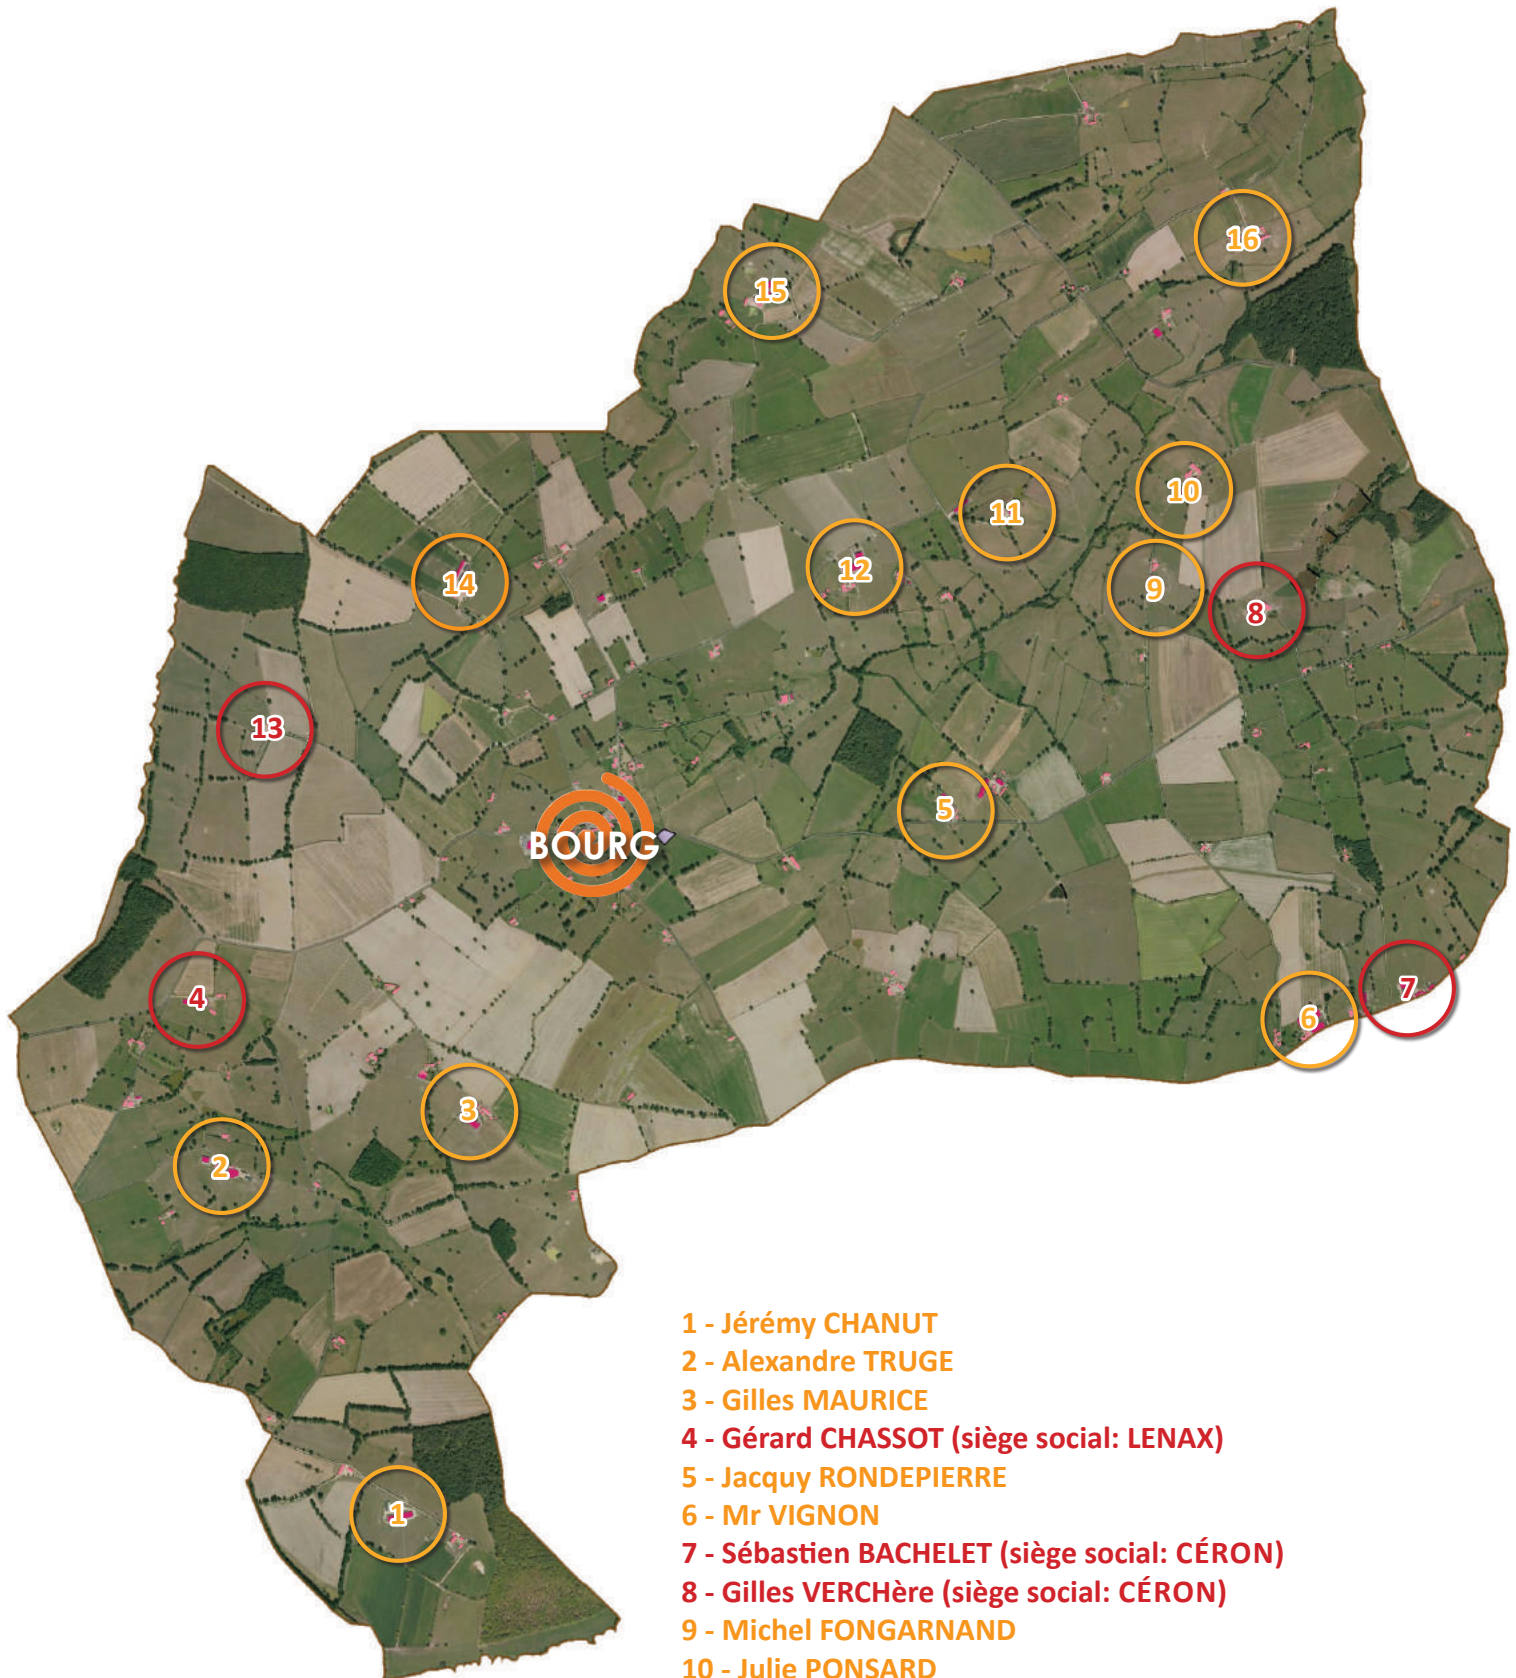 16
15
10
11
12
14
9
8
13
5
BOURG
7
4
6
3
2
1
1 - Jérémy CHANUT
2 - Alexandre TRUGE
3 - Gilles MAURICE
4 - Gérard CHASSOT (siège social: LENAX)
5 - Jacquy RONDEPIERRE
6 - Mr VIGNON
7 - Sébastien BACHELET (siège social: CÉRON)
8 - Gilles VERCHère (siège social: CÉRON)
9 - Michel FONGARNAND
10 - Julie PONSARD